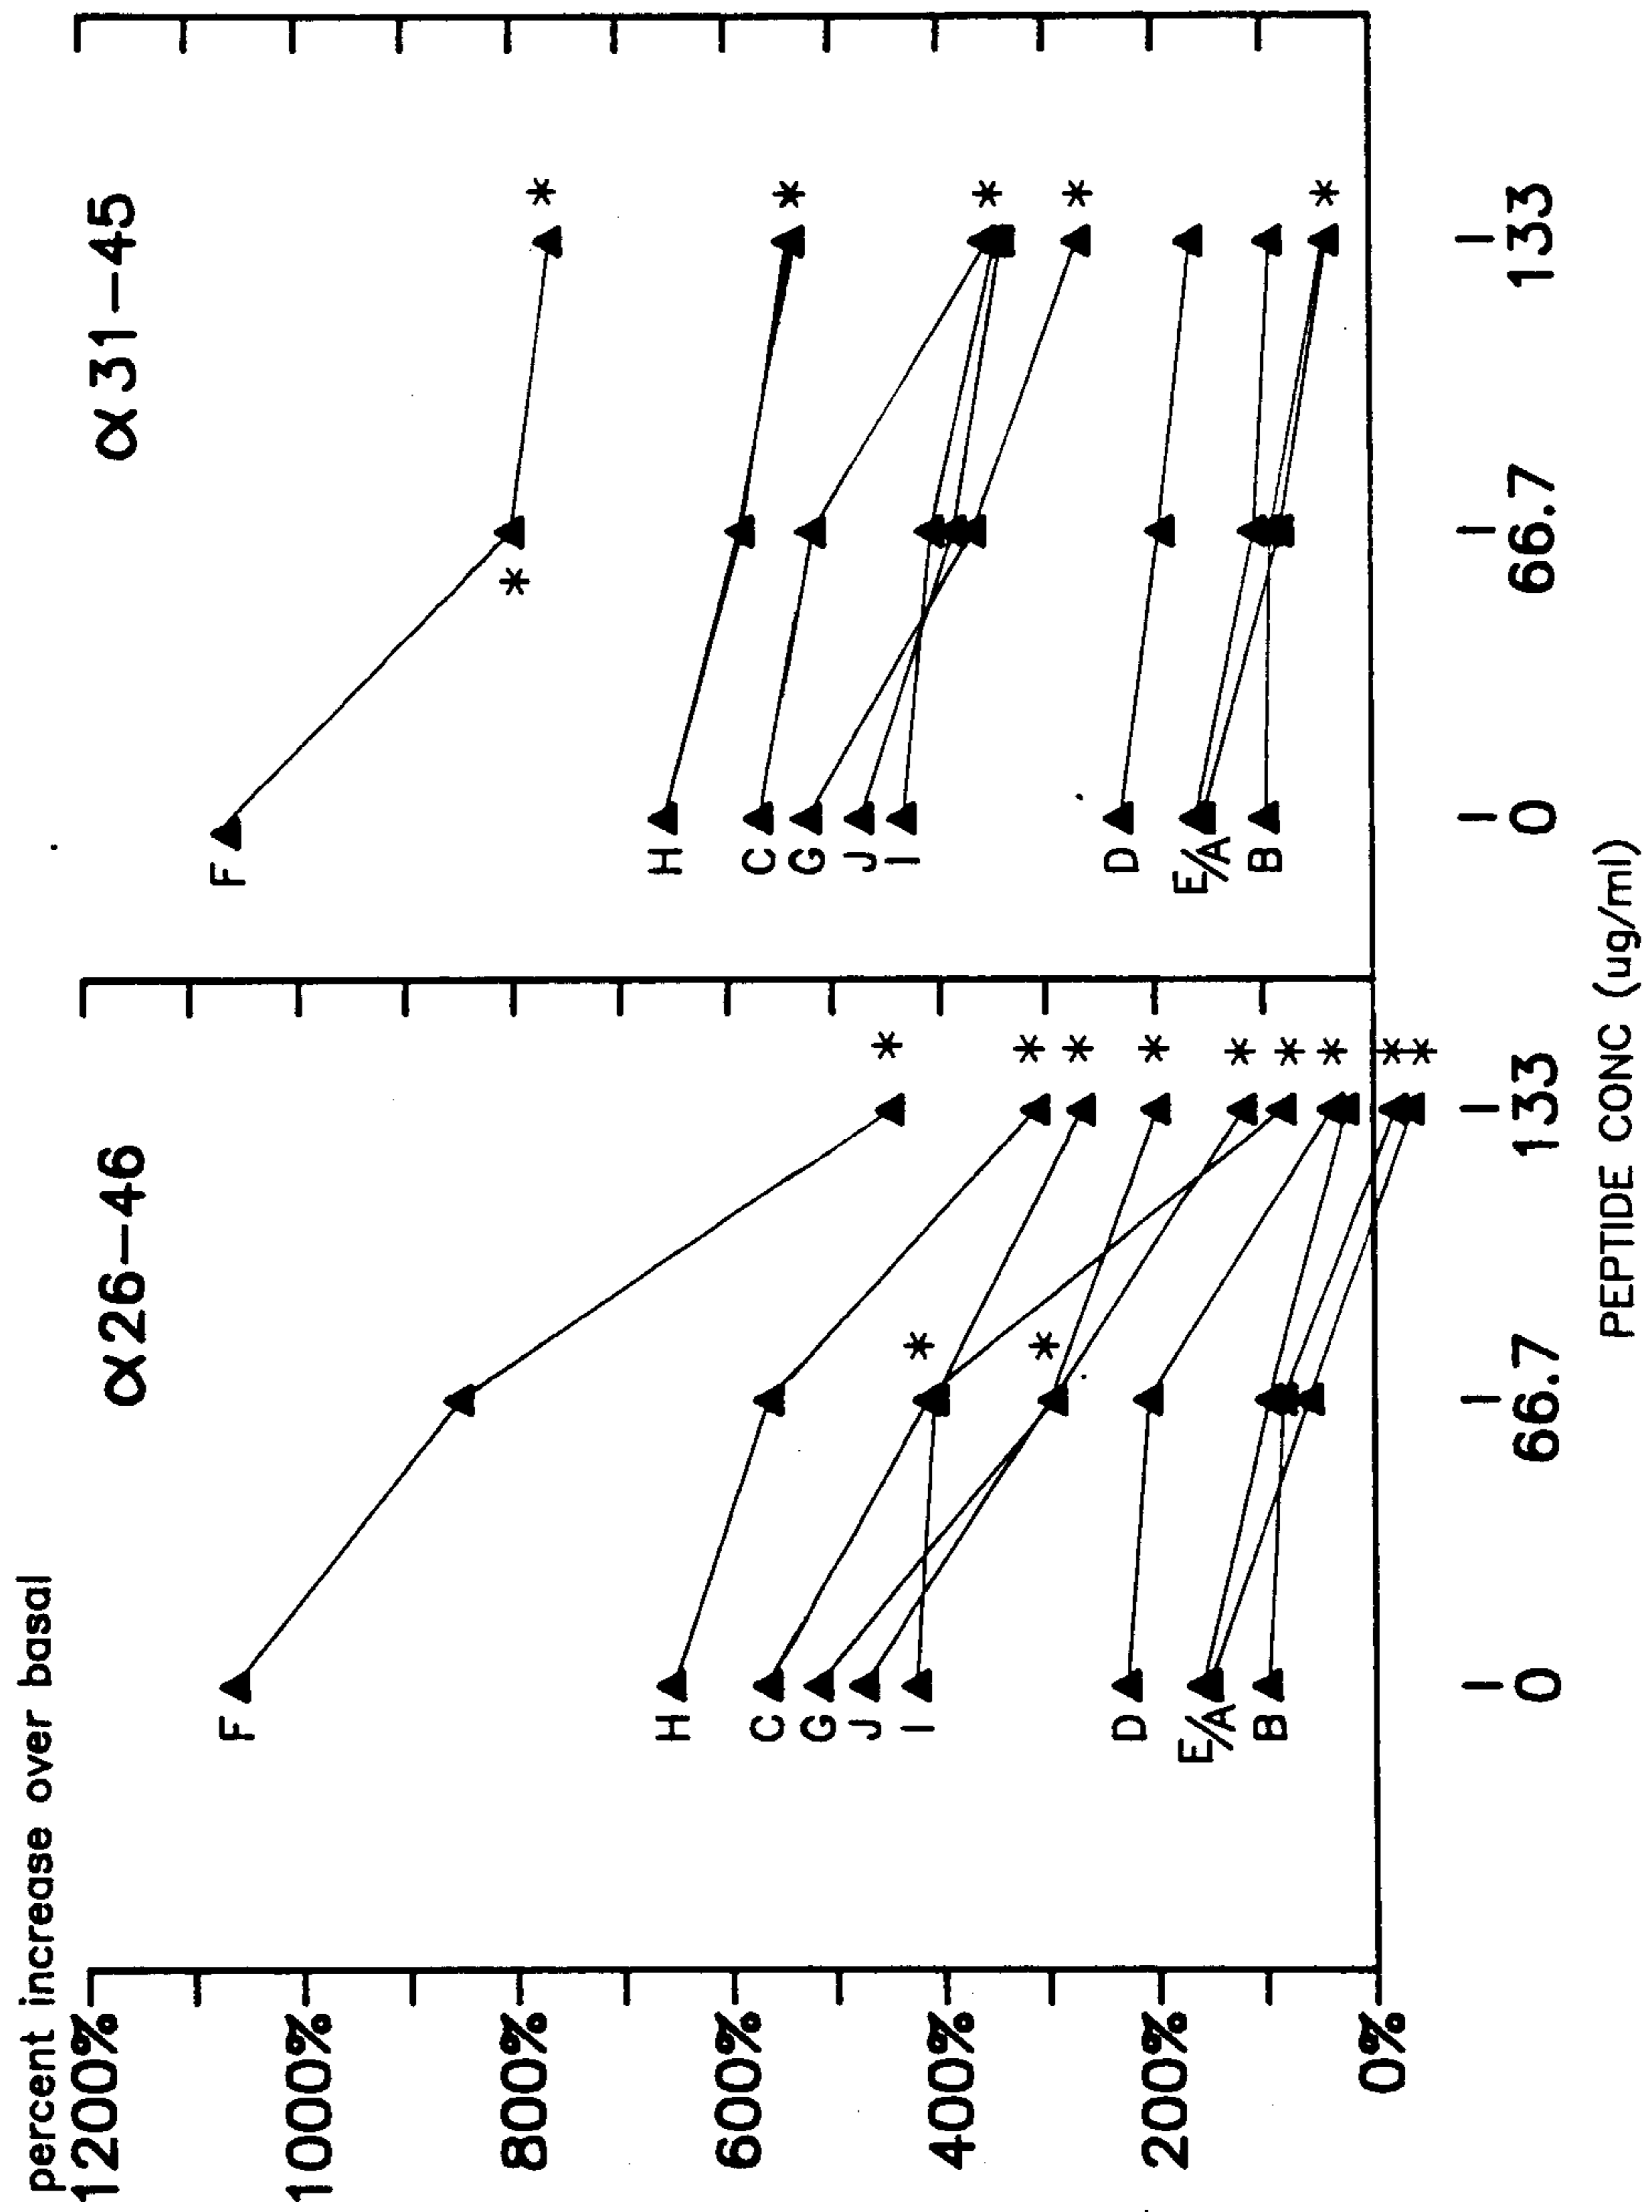 percent increase over basal
α26-46
α31-45
1200%
1000%
800%
600%
400%
200%
0%
F
H
C
G
J
I
D
E/A
B
*
*
*
*
*
*
*
*
*
*
*
F
H
C
G
J
I
D
E/A
B
*
*
*
*
*
*
0
66.7
133
0
66.7
133
PEPTIDE CONC (ug/ml)